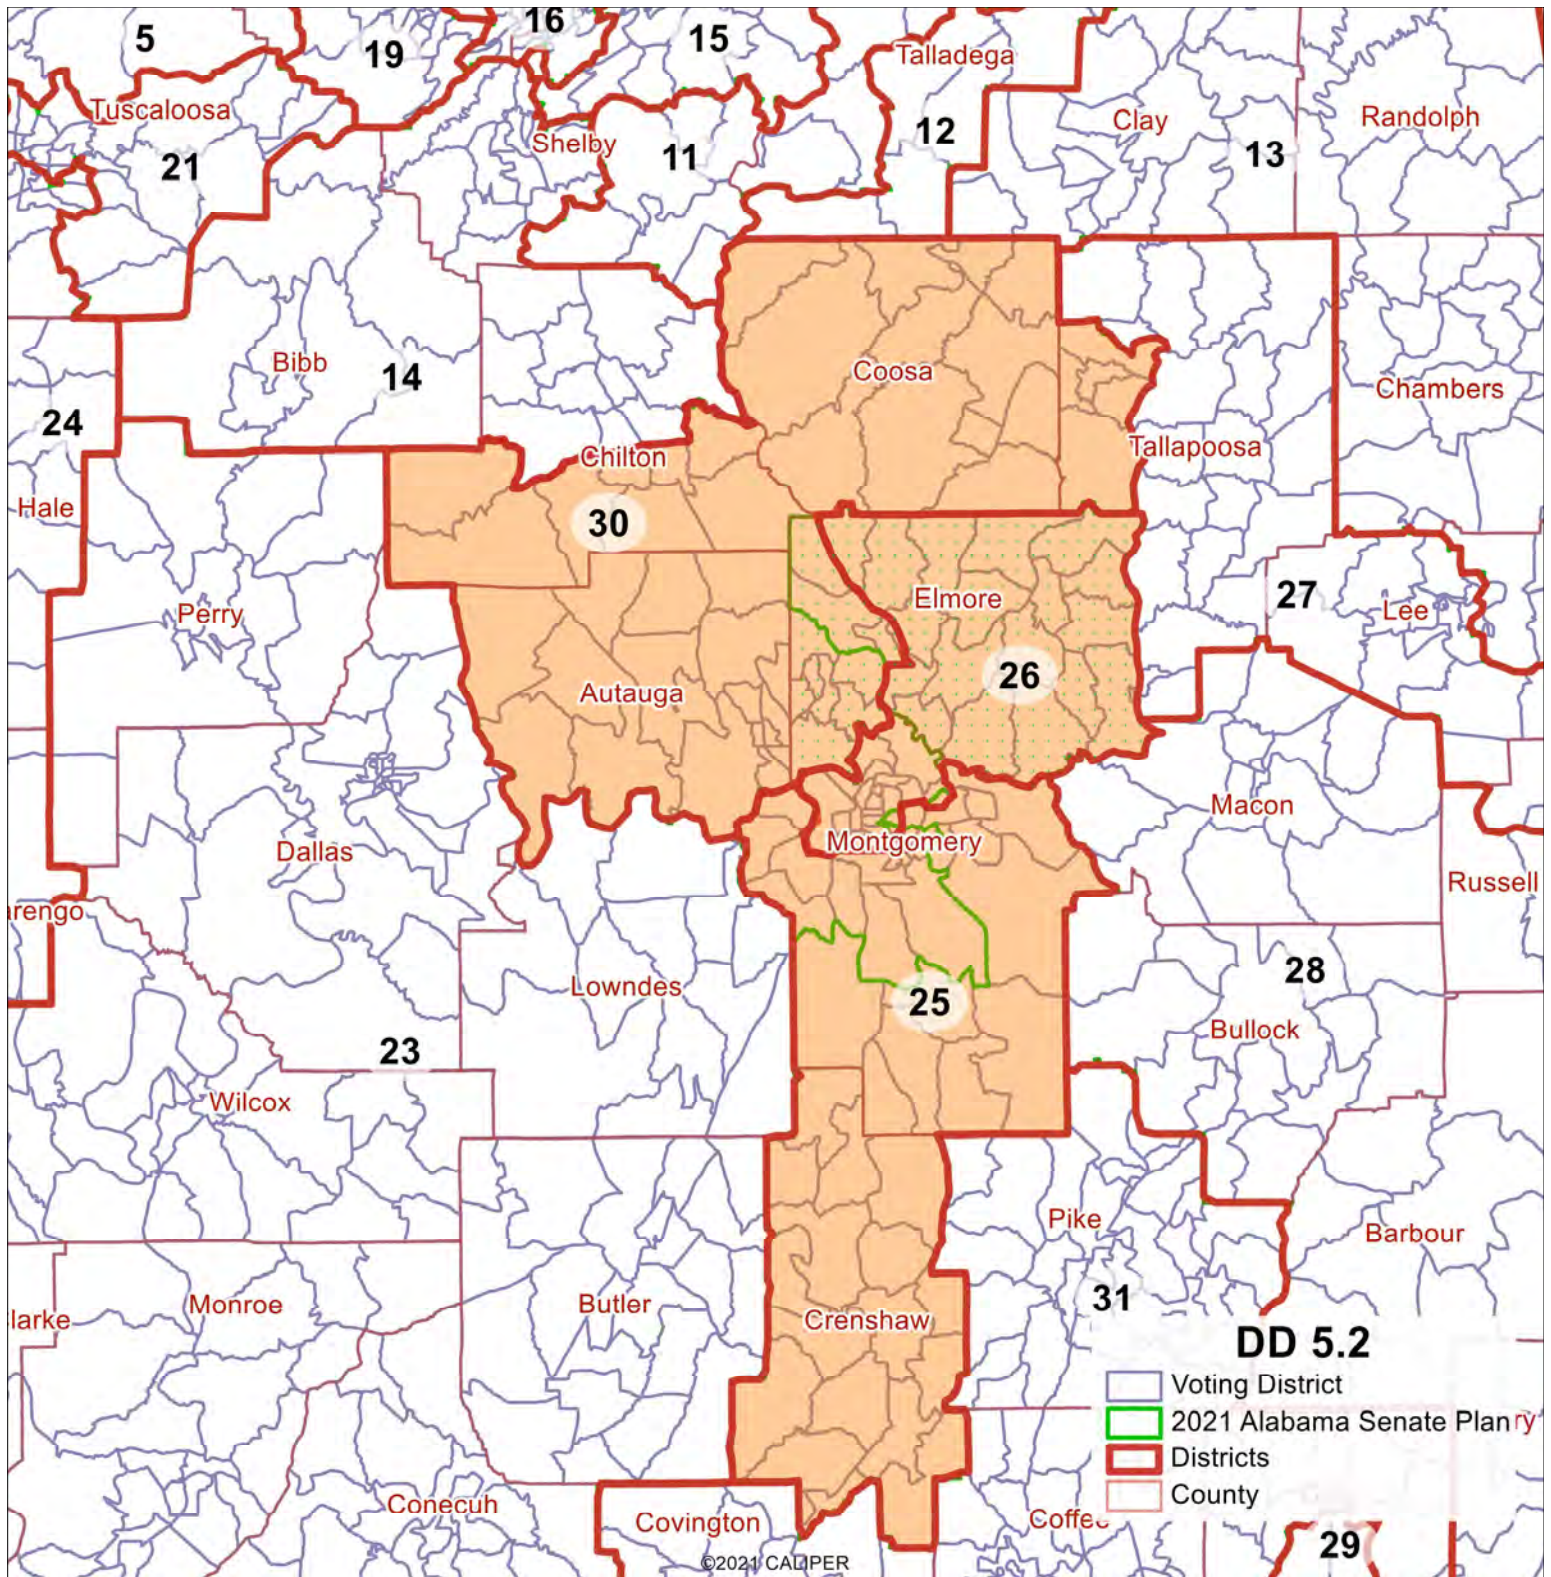 16
5
15
19
Talladega
Tuscaloosa
Clay
Randolph
12
Shelby
11
13
21
Bibb
14
Coosa
Chambers
24
Tallapoosa
Chilton
Hale
30
27
Elmore
Lee
Perry
26
Autauga
Macon
Montgomery
Dallas
Russell
arengo
28
Lowndes
25
Bullock
23
Wilcox
Pike
Barbour
31
Monroe
Butler
larke
Crenshaw
DD 5.2
Voting District
2021 Alabama Senate Plan
ry
Districts
County
Conecuh
Covington
Coffee
29
©2021 CALIPER